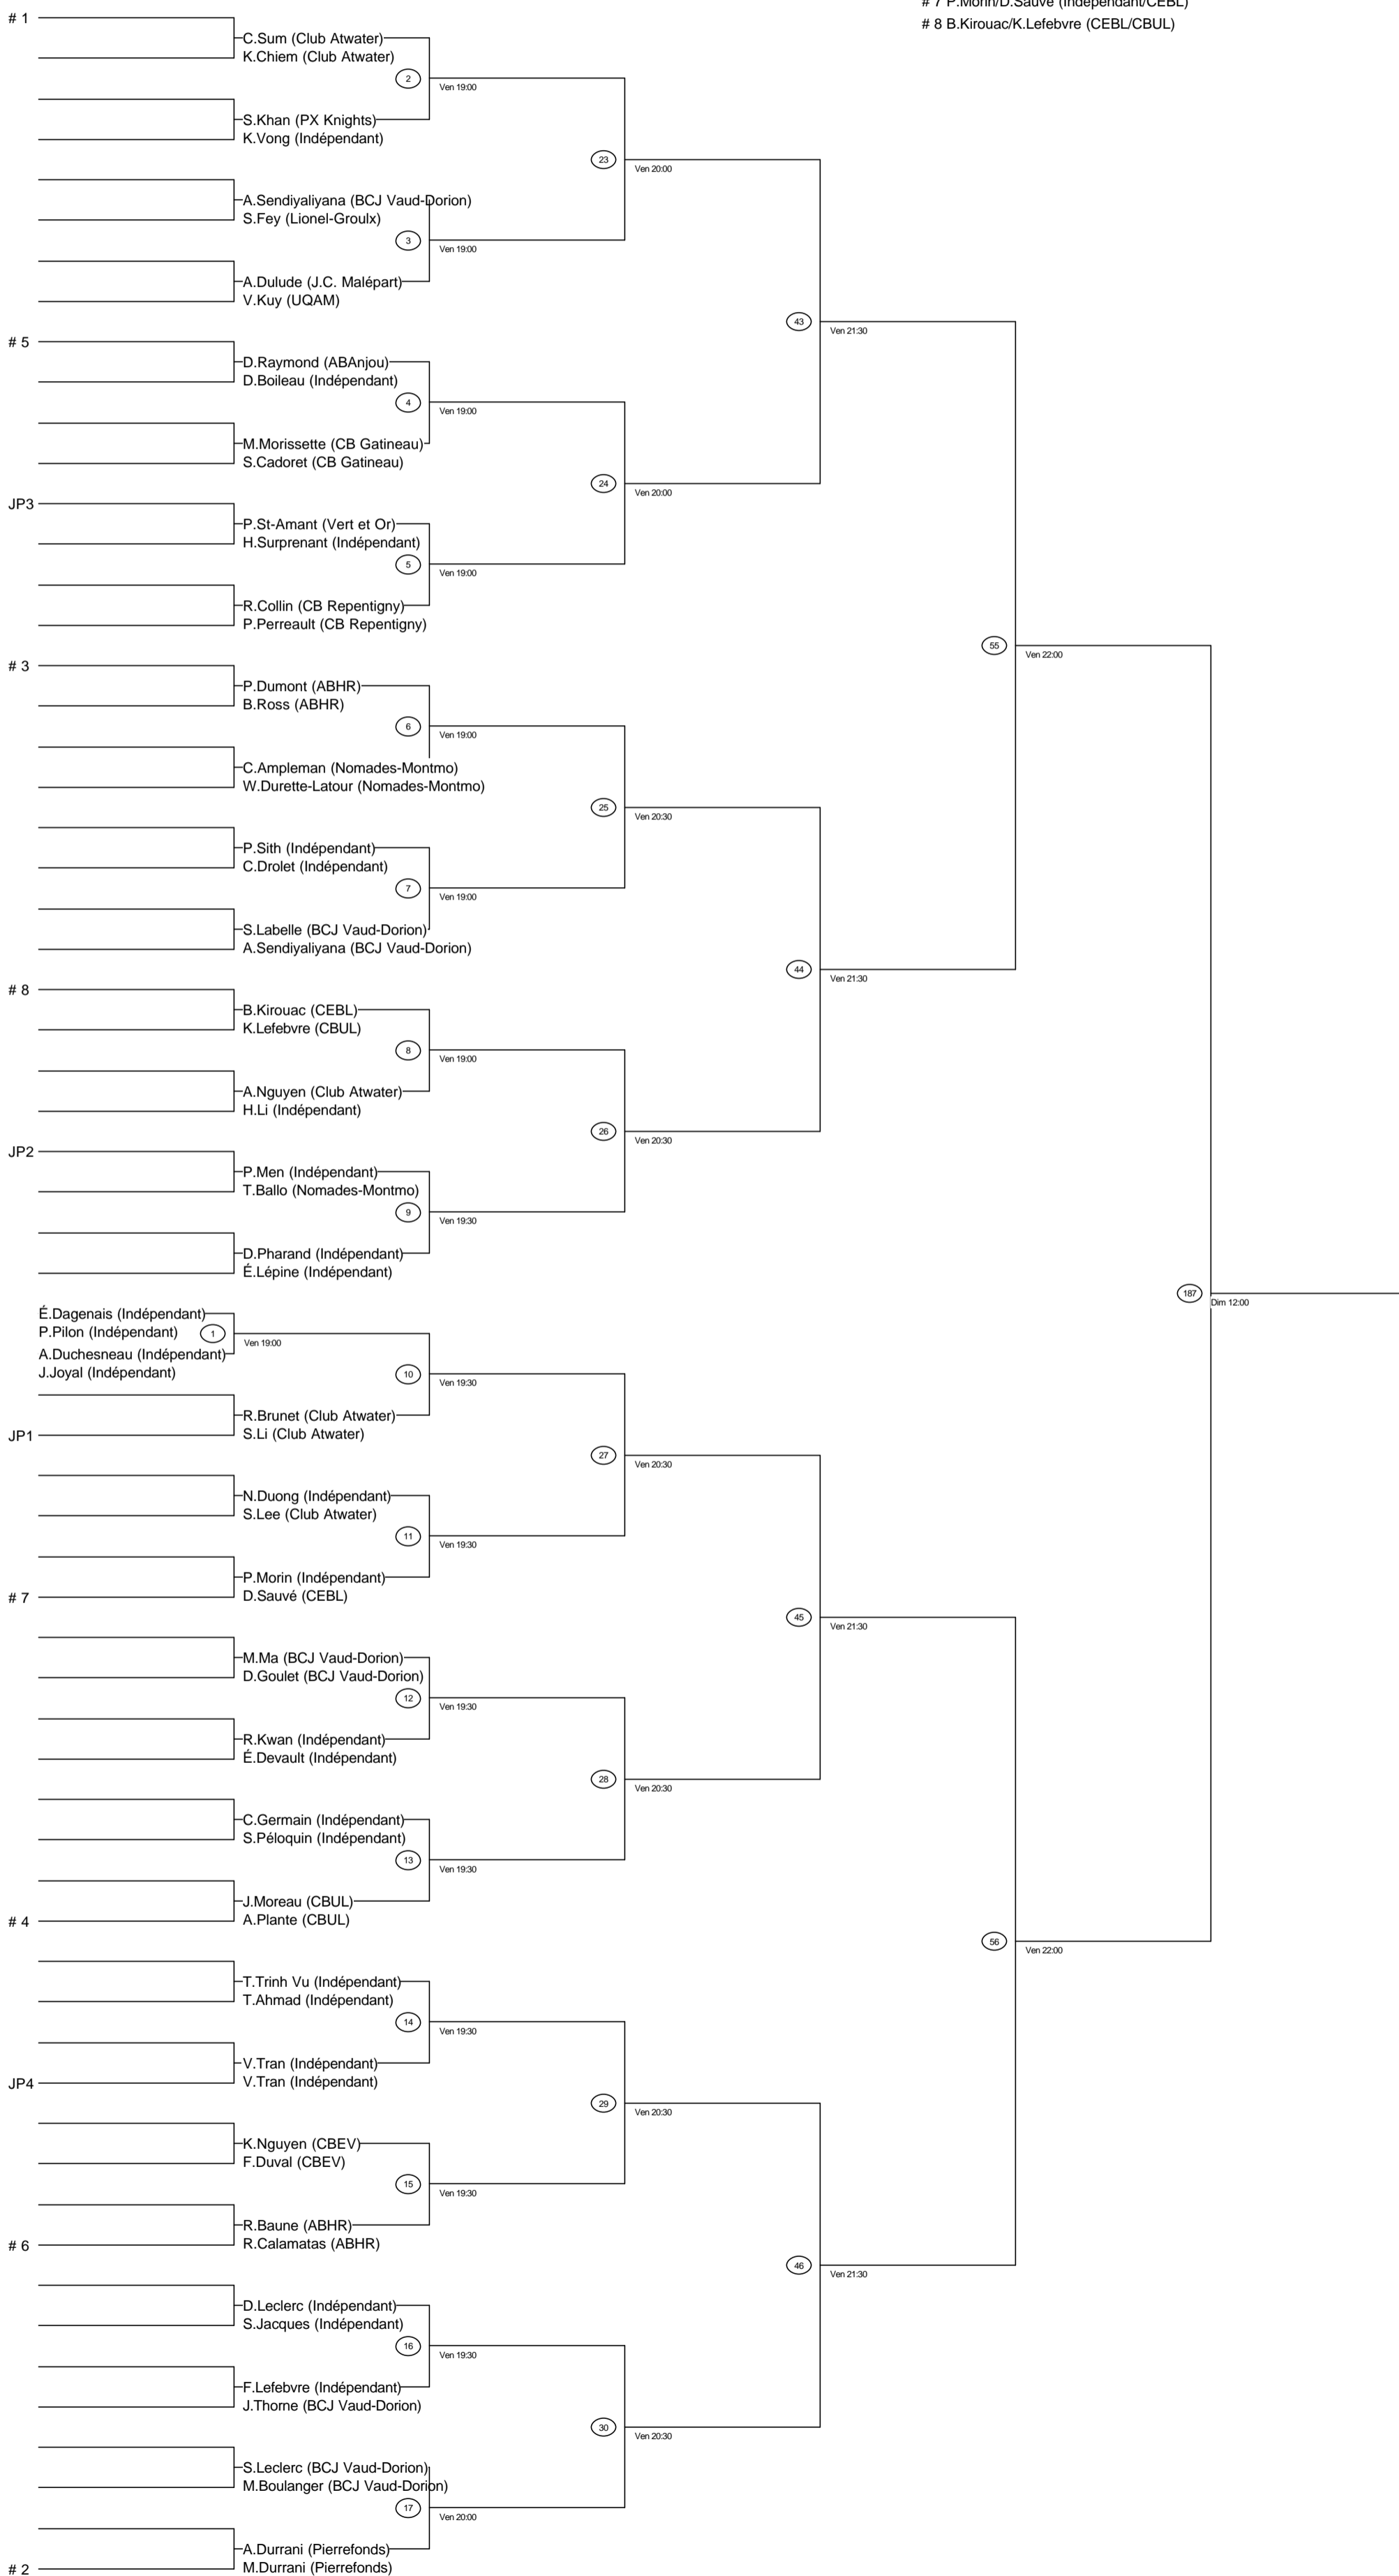 # 7 P.Morin/D.Sauvé (Indépendant/CEBL)
# 8 B.Kirouac/K.Lefebvre (CEBL/CBUL)
# 1
C.Sum (Club Atwater)
K.Chiem (Club Atwater)
2
Ven 19:00
S.Khan (PX Knights)
K.Vong (Indépendant)
23
Ven 20:00
A.Sendiyaliyana (BCJ Vaud-Dorion)
S.Fey (Lionel-Groulx)
3
Ven 19:00
A.Dulude (J.C. Malépart)
V.Kuy (UQAM)
43
Ven 21:30
# 5
D.Raymond (ABAnjou)
D.Boileau (Indépendant)
4
Ven 19:00
M.Morissette (CB Gatineau)
S.Cadoret (CB Gatineau)
24
Ven 20:00
JP3
P.St-Amant (Vert et Or)
H.Surprenant (Indépendant)
5
Ven 19:00
R.Collin (CB Repentigny)
P.Perreault (CB Repentigny)
55
Ven 22:00
# 3
P.Dumont (ABHR)
B.Ross (ABHR)
6
Ven 19:00
C.Ampleman (Nomades-Montmo)
W.Durette-Latour (Nomades-Montmo)
25
Ven 20:30
P.Sith (Indépendant)
C.Drolet (Indépendant)
7
Ven 19:00
S.Labelle (BCJ Vaud-Dorion)
A.Sendiyaliyana (BCJ Vaud-Dorion)
44
Ven 21:30
# 8
B.Kirouac (CEBL)
K.Lefebvre (CBUL)
8
Ven 19:00
A.Nguyen (Club Atwater)
H.Li (Indépendant)
26
Ven 20:30
JP2
P.Men (Indépendant)
T.Ballo (Nomades-Montmo)
9
Ven 19:30
D.Pharand (Indépendant)
É.Lépine (Indépendant)
187
Dim 12:00
É.Dagenais (Indépendant)
P.Pilon (Indépendant)
1
Ven 19:00
A.Duchesneau (Indépendant)
J.Joyal (Indépendant)
10
Ven 19:30
R.Brunet (Club Atwater)
S.Li (Club Atwater)
JP1
27
Ven 20:30
N.Duong (Indépendant)
S.Lee (Club Atwater)
11
Ven 19:30
P.Morin (Indépendant)
D.Sauvé (CEBL)
# 7
45
Ven 21:30
M.Ma (BCJ Vaud-Dorion)
D.Goulet (BCJ Vaud-Dorion)
12
Ven 19:30
R.Kwan (Indépendant)
É.Devault (Indépendant)
28
Ven 20:30
C.Germain (Indépendant)
S.Péloquin (Indépendant)
13
Ven 19:30
J.Moreau (CBUL)
A.Plante (CBUL)
# 4
56
Ven 22:00
T.Trinh Vu (Indépendant)
T.Ahmad (Indépendant)
14
Ven 19:30
V.Tran (Indépendant)
V.Tran (Indépendant)
JP4
29
Ven 20:30
K.Nguyen (CBEV)
F.Duval (CBEV)
15
Ven 19:30
R.Baune (ABHR)
R.Calamatas (ABHR)
# 6
46
Ven 21:30
D.Leclerc (Indépendant)
S.Jacques (Indépendant)
16
Ven 19:30
F.Lefebvre (Indépendant)
J.Thorne (BCJ Vaud-Dorion)
30
Ven 20:30
S.Leclerc (BCJ Vaud-Dorion)
M.Boulanger (BCJ Vaud-Dorion)
17
Ven 20:00
A.Durrani (Pierrefonds)
M.Durrani (Pierrefonds)
# 2